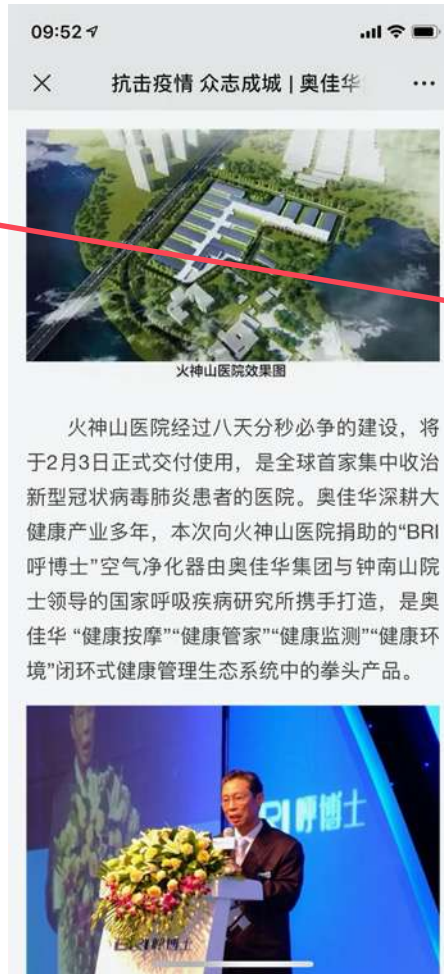 09:52
抗击疫情 众志成城 | 奥佳华
火神山医院效果图
火神山医院经过八天分秒必争的建设，将
于2月3日正式交付使用，是全球首家集中收治
新型冠状病毒肺炎患者的医院。奥佳华深耕大
健康产业多年，本次向火神山医院捐助的“BRI
呼博士”空气净化器由奥佳华集团与钟南山院
士领导的国家呼吸疾病研究所携手打造，是奥
佳华 “健康按摩”“健康管家”“健康监测”“健康环
境”闭环式健康管理生态系统中的拳头产品。
RI呼博士
BRI呼博士